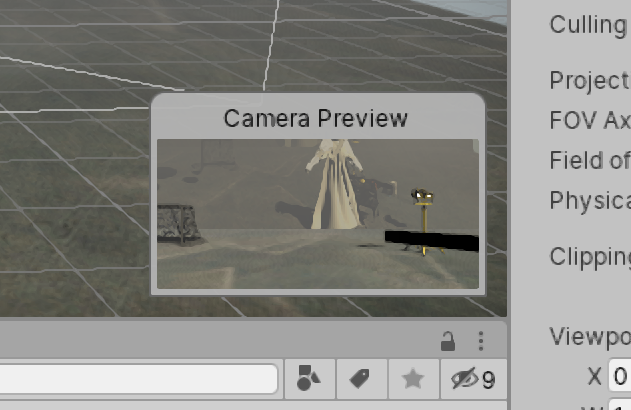 Culling
Project
FOV Ax
Field of
Physica
Clipping
Viewpo
X 0
Camera Preview
9